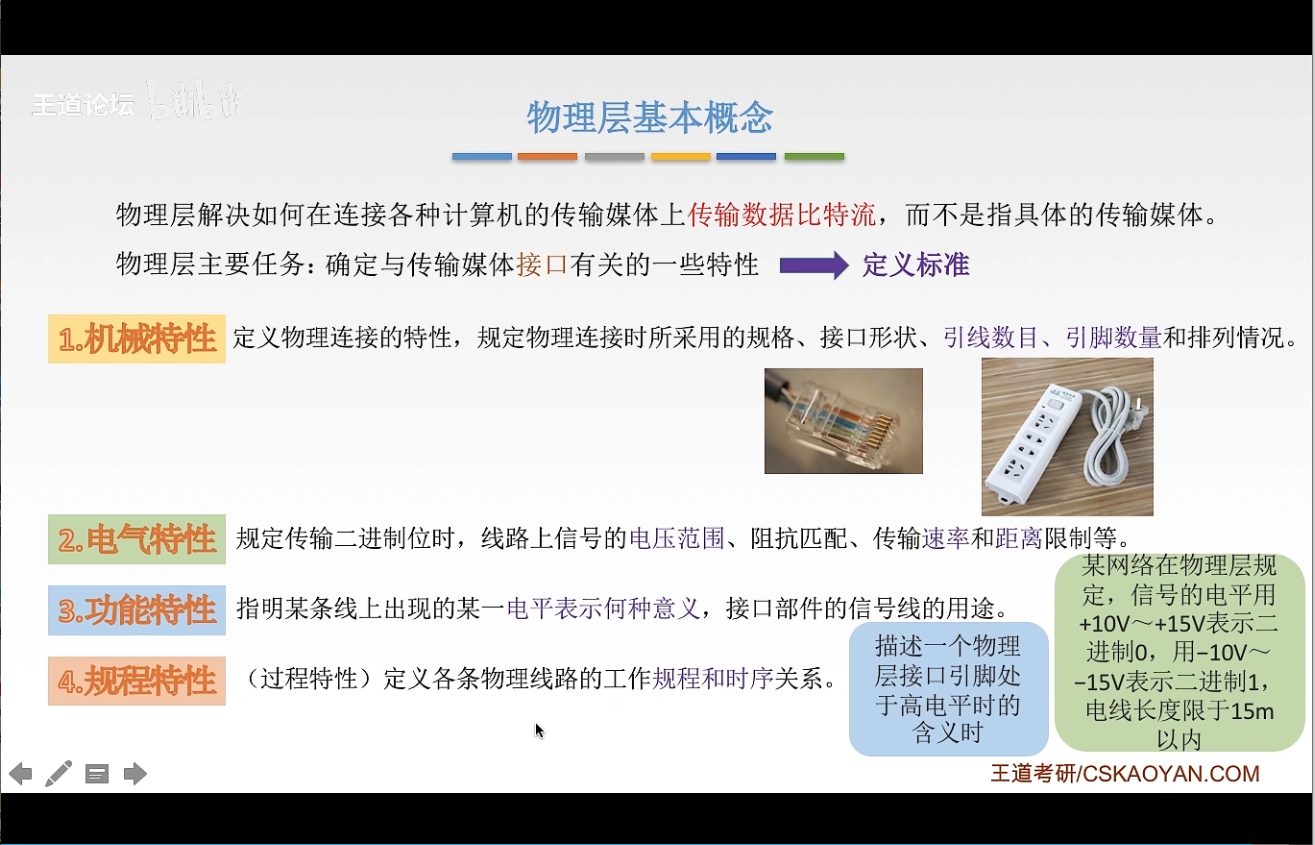 王道论坛 bilibili
物理层基本概念
物理层解决如何在连接各种计算机的传输媒体上传输数据比特流，而不是指具体的传输媒体。
物理层主要任务：确定与传输媒体接口有关的一些特性 定义标准
1.机械特性 定义物理连接的特性，规定物理连接时所采用的规格、接口形状、引线数目、引脚数量和排列情况。
2.电气特性 规定传输二进制位时，线路上信号的电压范围、阻抗匹配、传输速率和距离限制等。
3.功能特性 指明某条线上出现的某一电平表示何种意义，接口部件的信号线的用途。
4.规程特性 （过程特性）定义各条物理线路的工作规程和时序关系。
描述一个物理
层接口引脚处
于高电平时的
含义时
某网络在物理层规
定，信号的电平用
+10V～+15V表示二
进制0，用−10V～
−15V表示二进制1，
电线长度限于15m
以内
王道考研/CSKAOYAN.COM